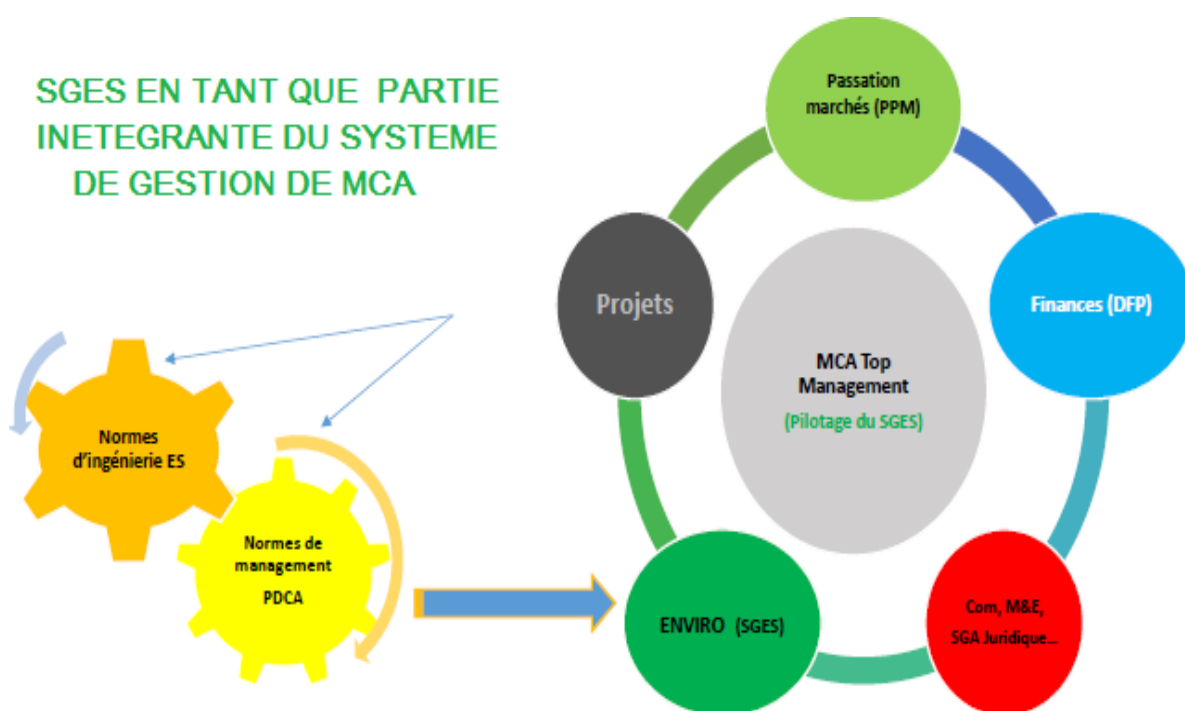 SGES EN TANT QUE PARTIE
INETEGRANTE DU SYSTEME
DE GESTION DE MCA
Passation
marchés (PPM)
Projets
Finances (DFP)
MCA Top
Management
(Pilotage du SGES)
Normes
d'ingénierie ES
Normes de
management
PDCA
ENVIRO (SGES)
Com, M&E,
SGA Juridique...